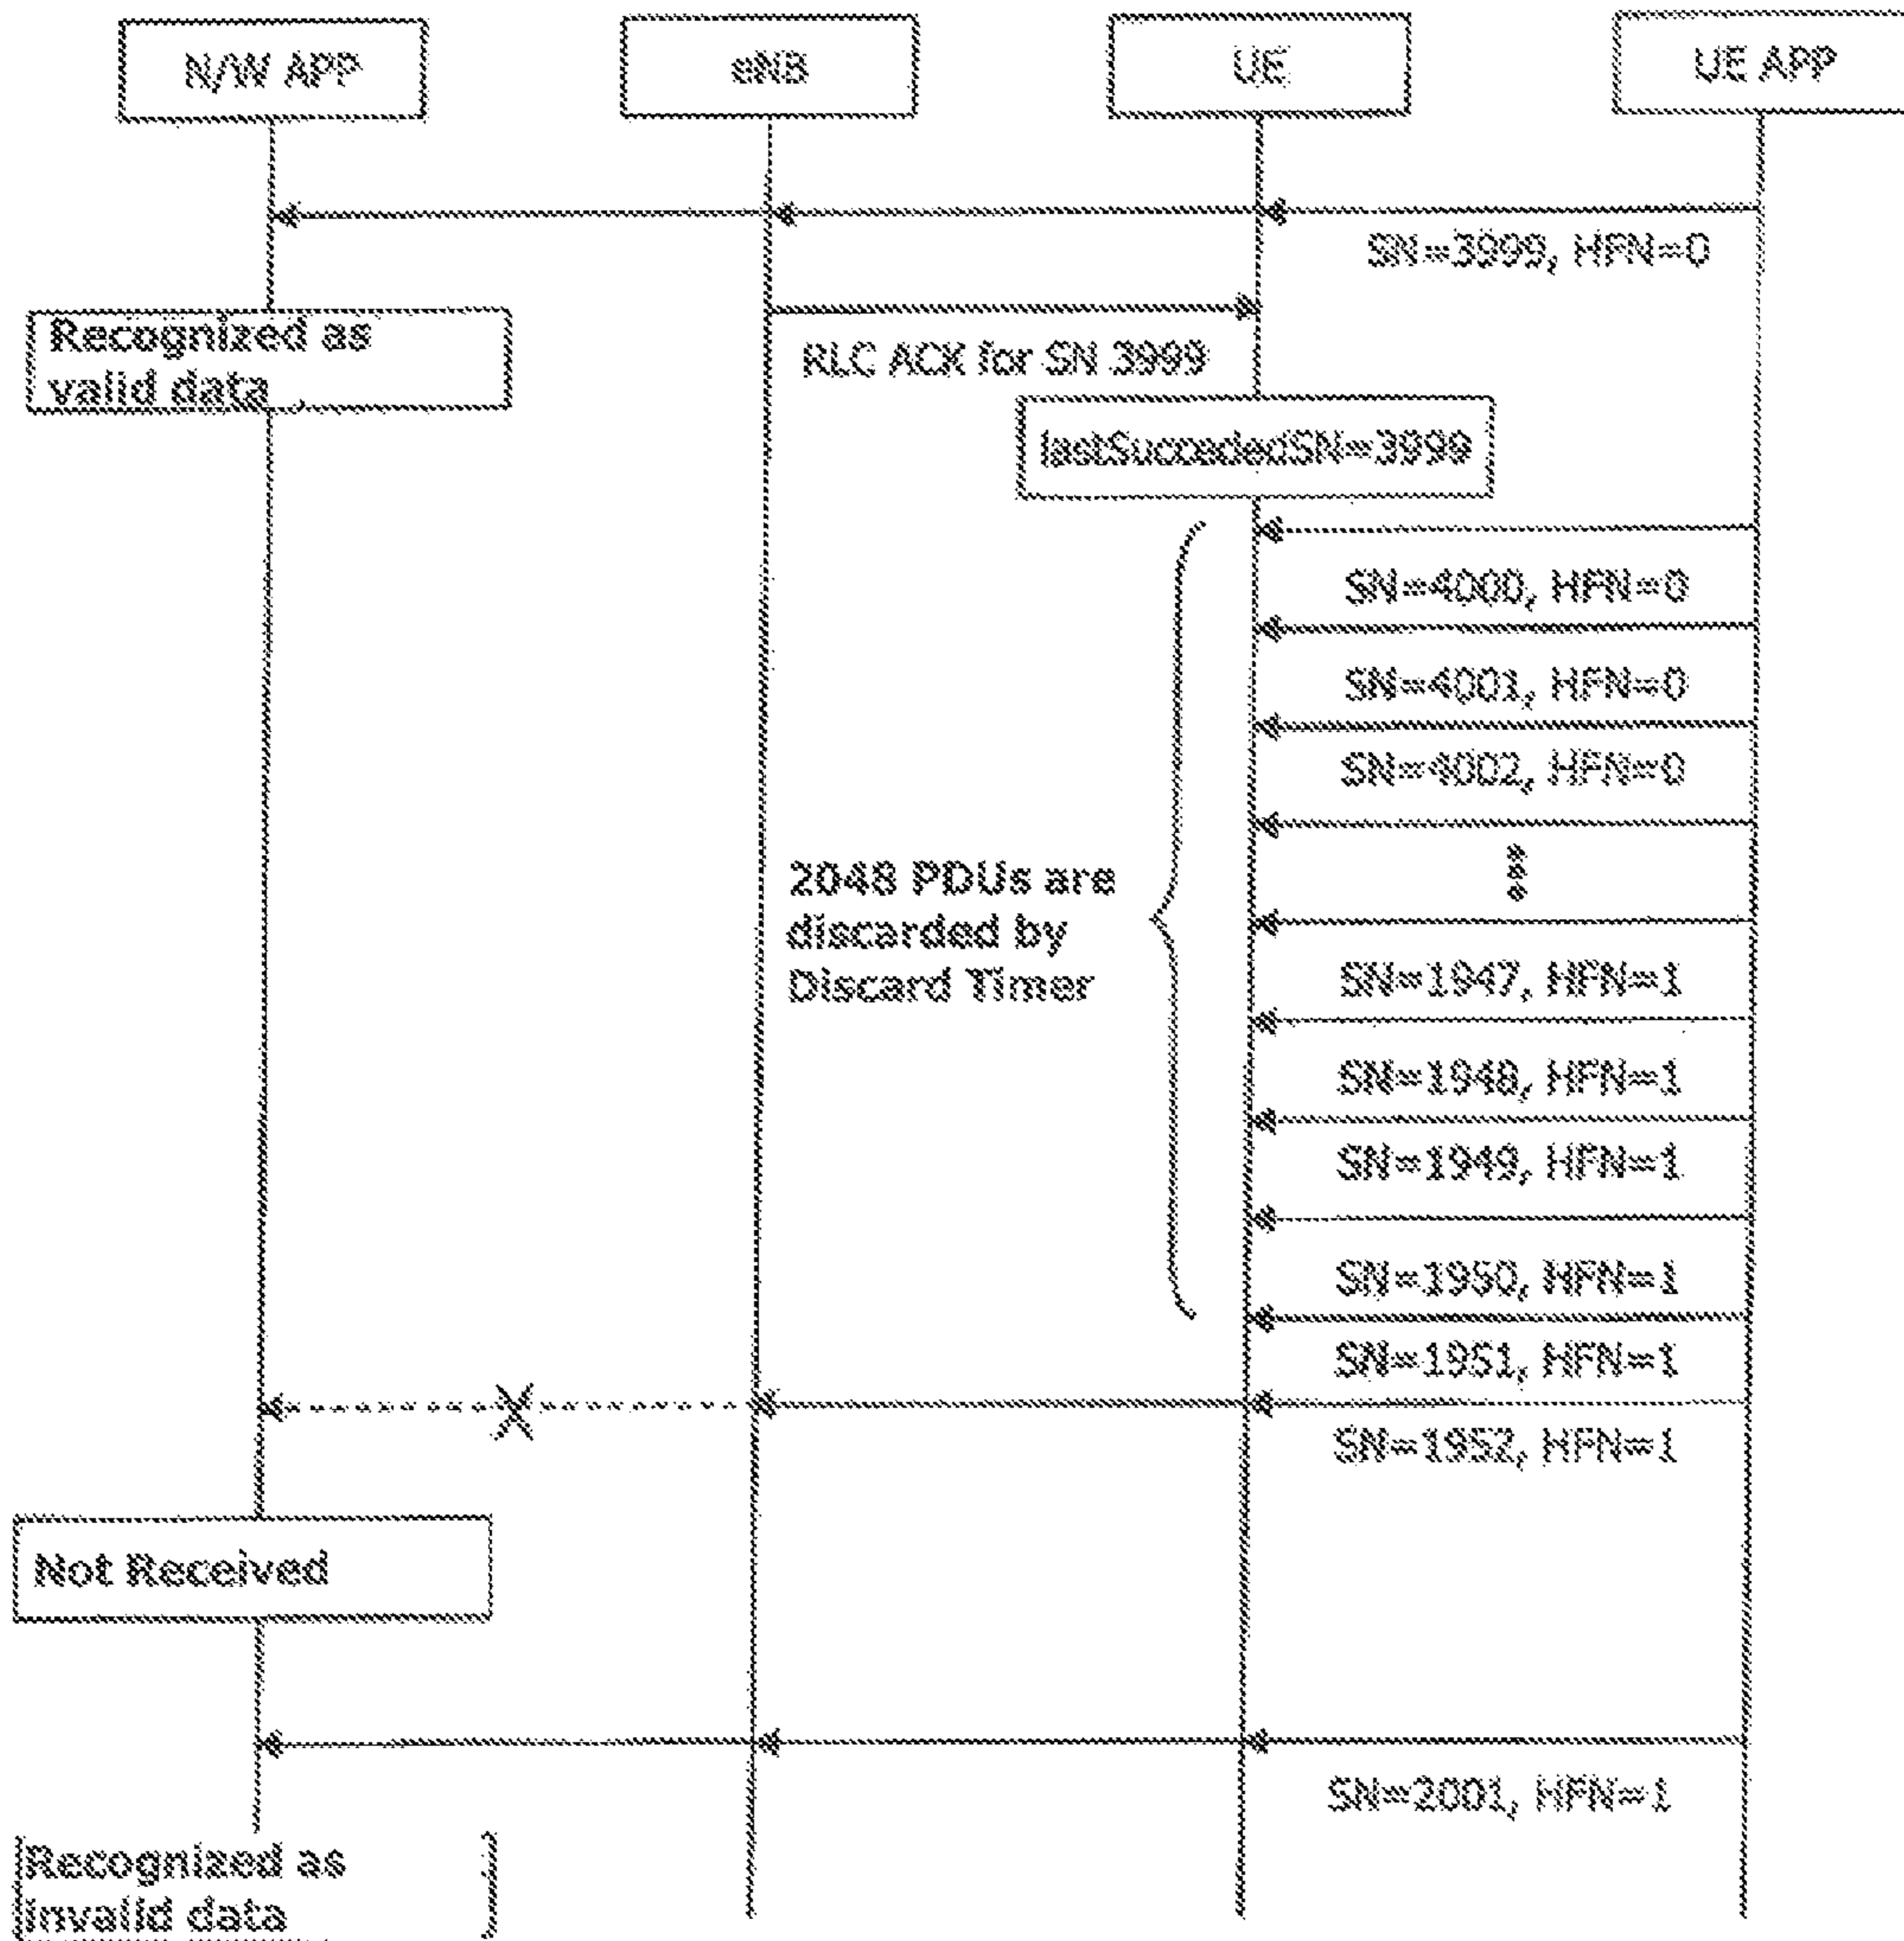 N/W APP
eNB
UE
UE APP
SN=3999, HFN=0
Recognized as
valid data
RLC ACK for SN 3999
lastSuccededSN=3999
SN=4000, HFN=0
SN=4001, HFN=0
SN=4002, HFN=0
2048 PDUs are
discarded by
Discard Timer
SN=1947, HFN=1
SN=1948, HFN=1
SN=1949, HFN=1
SN=1950, HFN=1
SN=1951, HFN=1
SN=1952, HFN=1
Not Received
SN=2001, HFN=1
Recognized as
invalid data